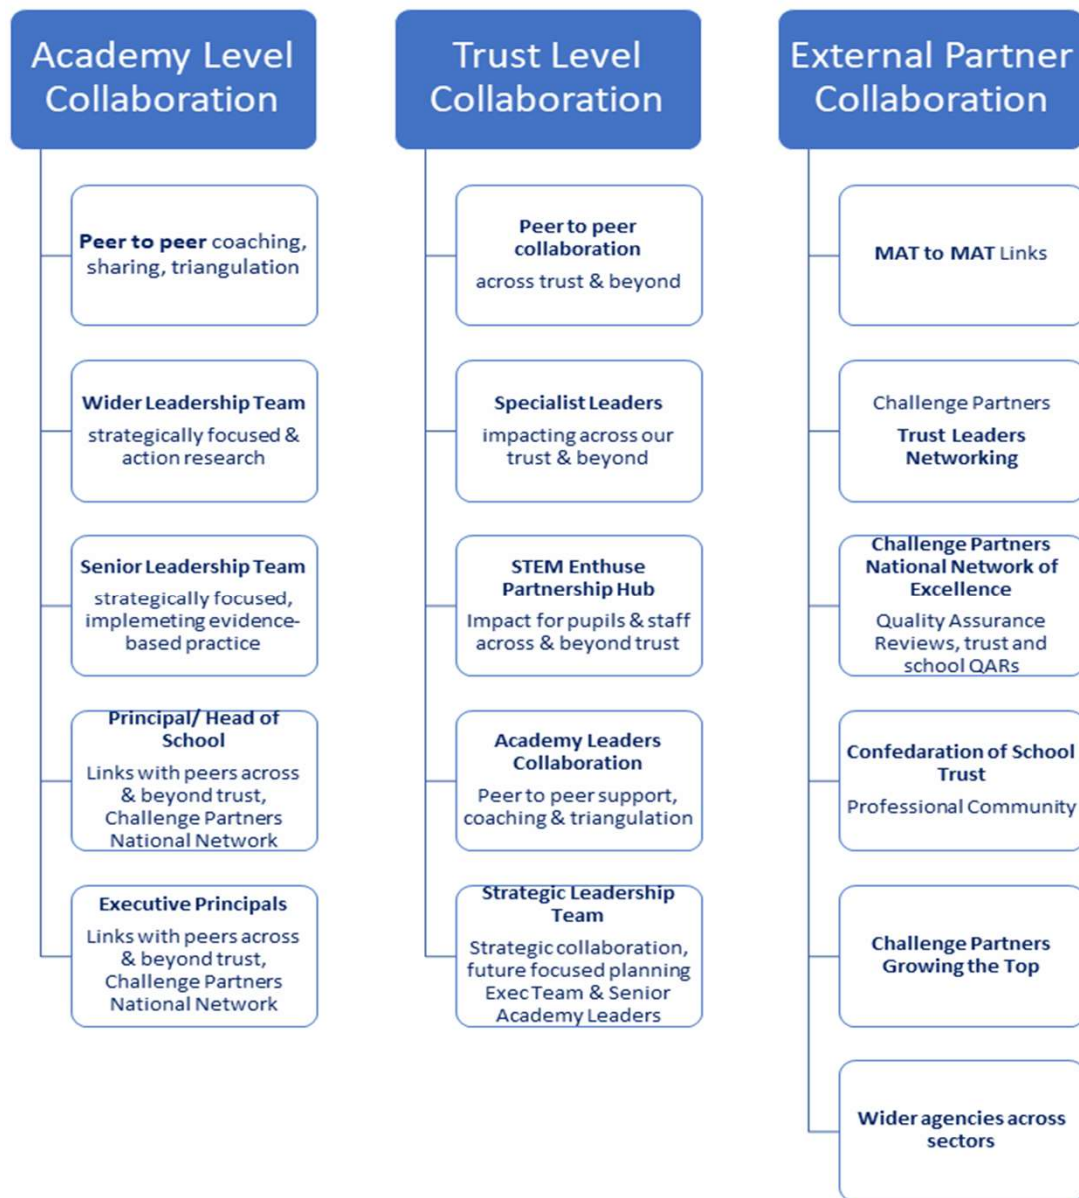 Academy Level
Collaboration
Peer to peer coaching,
sharing, triangulation
Wider Leadership Team
strategically focused &
action research
Senior Leadership Team
strategically focused,
implemeting evidence-
based practice
Principal/ Head of
School
Links with peers across
& beyond trust,
Challenge Partners
National Network
Executive Principals
Links with peers across
& beyond trust,
Challenge Partners
National Network
Trust Level
Collaboration
Peer to peer
collaboration
across trust & beyond
Specialist Leaders
impacting across our
trust & beyond
STEM Enthuse
Partnership Hub
Impact for pupils & staff
across & beyond trust
Academy Leaders
Collaboration
Peer to peer support,
coaching & triangulation
Strategic Leadership
Team
Strategic collaboration,
future focused planning
Exec Team & Senior
Academy Leaders
External Partner
Collaboration
MAT to MAT Links
Challenge Partners
Trust Leaders
Networking
Challenge Partners
National Network of
Excellence
Quality Assurance
Reviews, trust and
school QARs
Confedaration of School
Trust
Professional Community
Challenge Partners
Growing the Top
Wider agencies across
sectors